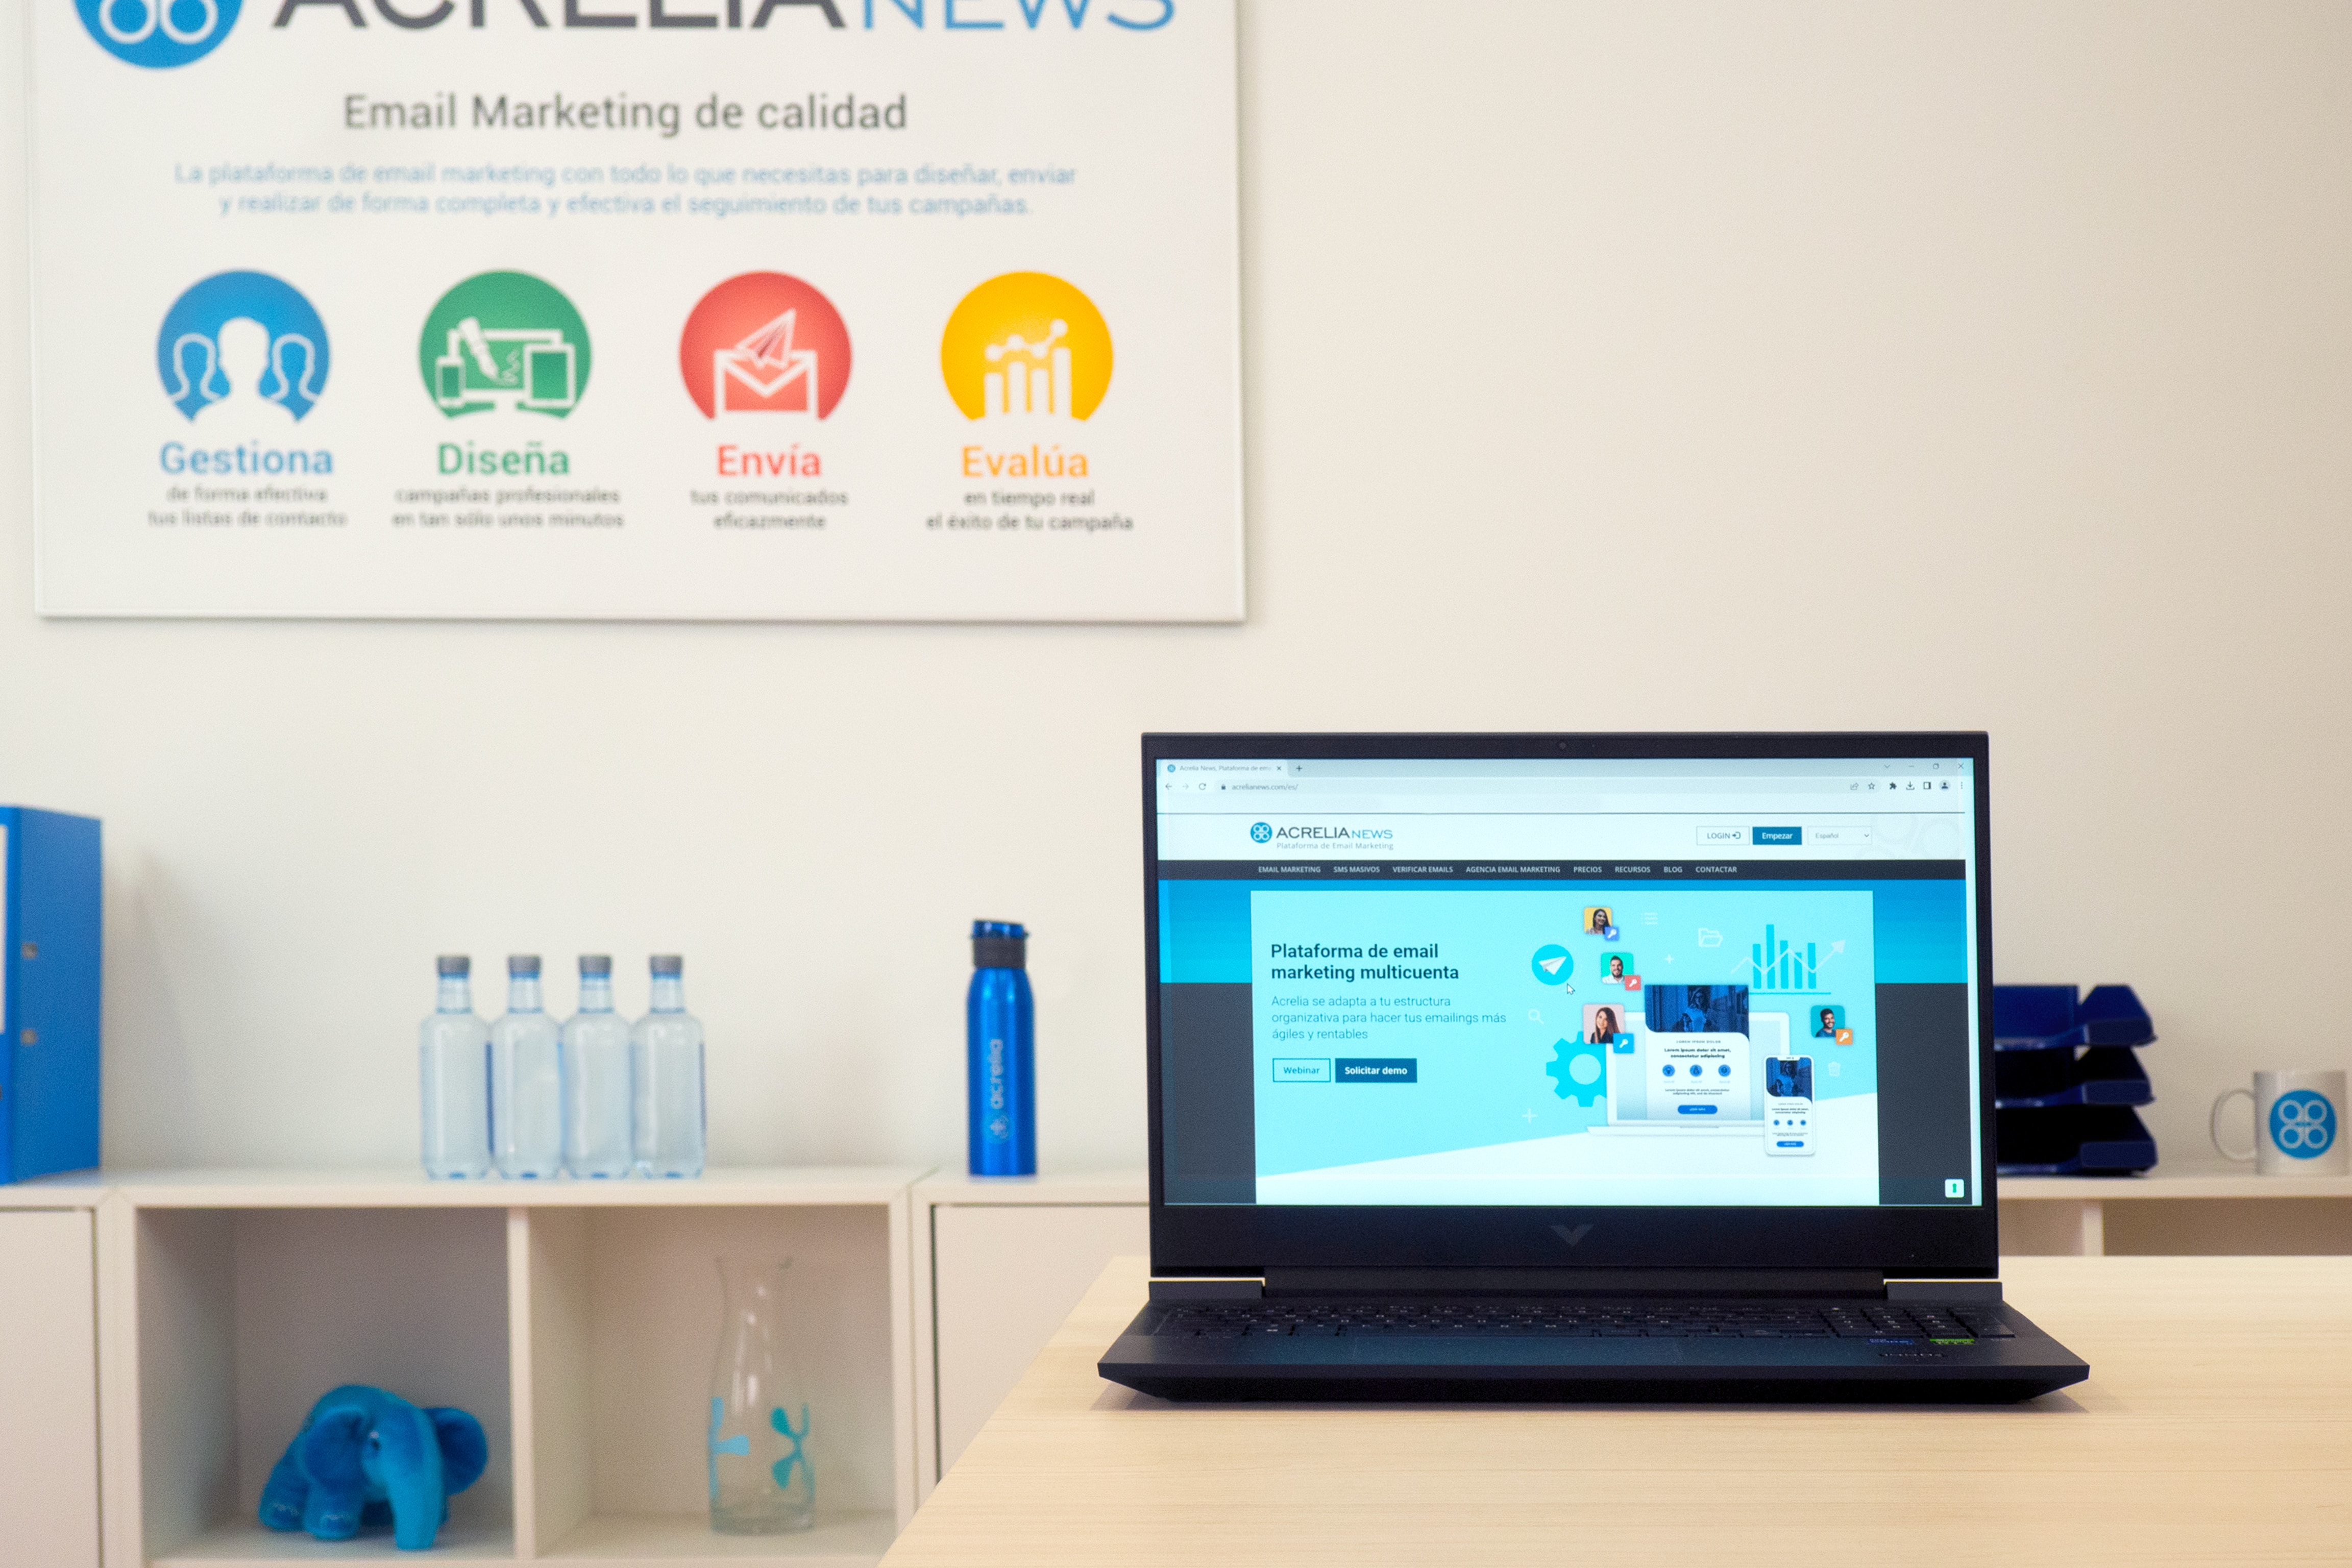 ACRELIA NEWS
Email Marketing de calidad
La plataforma de email marketing con todo lo que necesitas para diseñar, enviar
y realizar de forma completa y efectiva el seguimiento de tus campañas.
Gestiona
de forma efectiva
tus listas de contacto
Diseña
campañas profesionales
en tan sólo unos minutos
Envía
tus comunicados
eficazmente
Evalúa
en tiempo real
el éxito de tu campaña
acrelia
Acrelia News, Plataforma de em
acrelianews.com/es/
ACRELIA NEWS
Plataforma de Email Marketing
LOGIN
Empezar
Español
EMAIL MARKETING SMS MASIVOS VERIFICAR EMAILS AGENCIA EMAIL MARKETING PRECIOS RECURSOS BLOG CONTACTAR
Plataforma de email
marketing multicuenta
Acrelia se adapta a tu estructura
organizativa para hacer tus emailings más
ágiles y rentables
Webinar
Solicitar demo
LOREM IPSUM DOLOR
Lorem ipsum dolor sit amet,
consectetur adipiscing